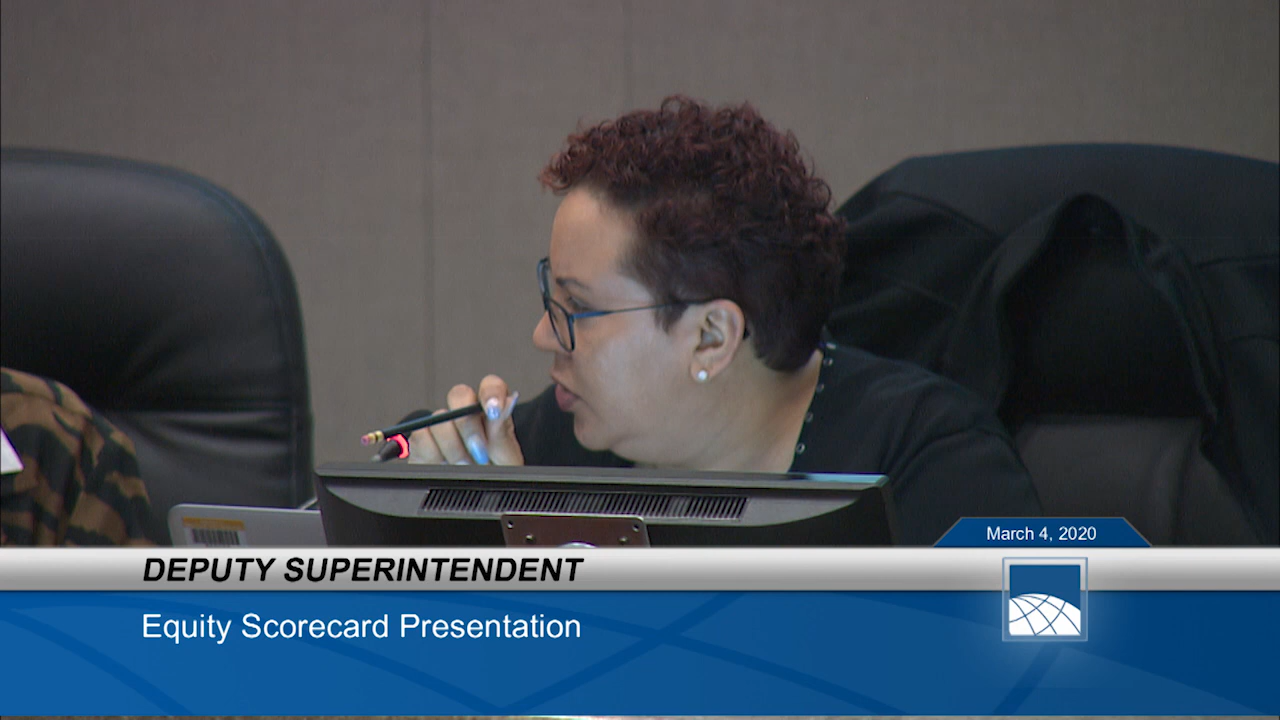 March 4, 2020
DEPUTY SUPERINTENDENT
Equity Scorecard Presentation